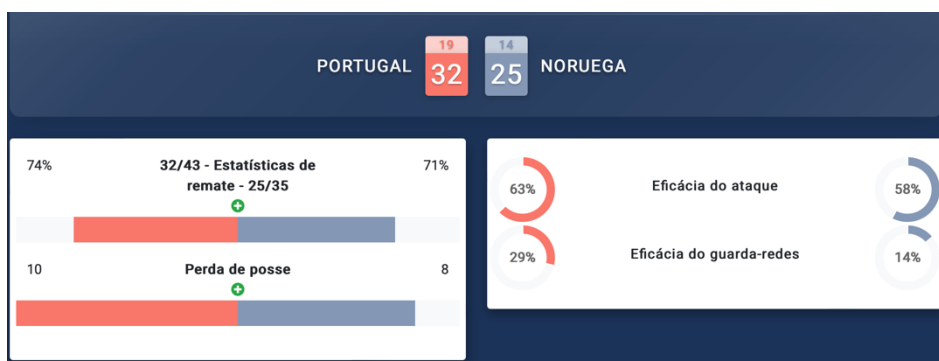 19 14
PORTUGAL 32 25 NORUEGA
74% 32/43 - Estatísticas de 71%
remate - 25/35
10 Perda de posse 8
63% Eficácia do ataque 58%
29% Eficácia do guarda-redes 14%